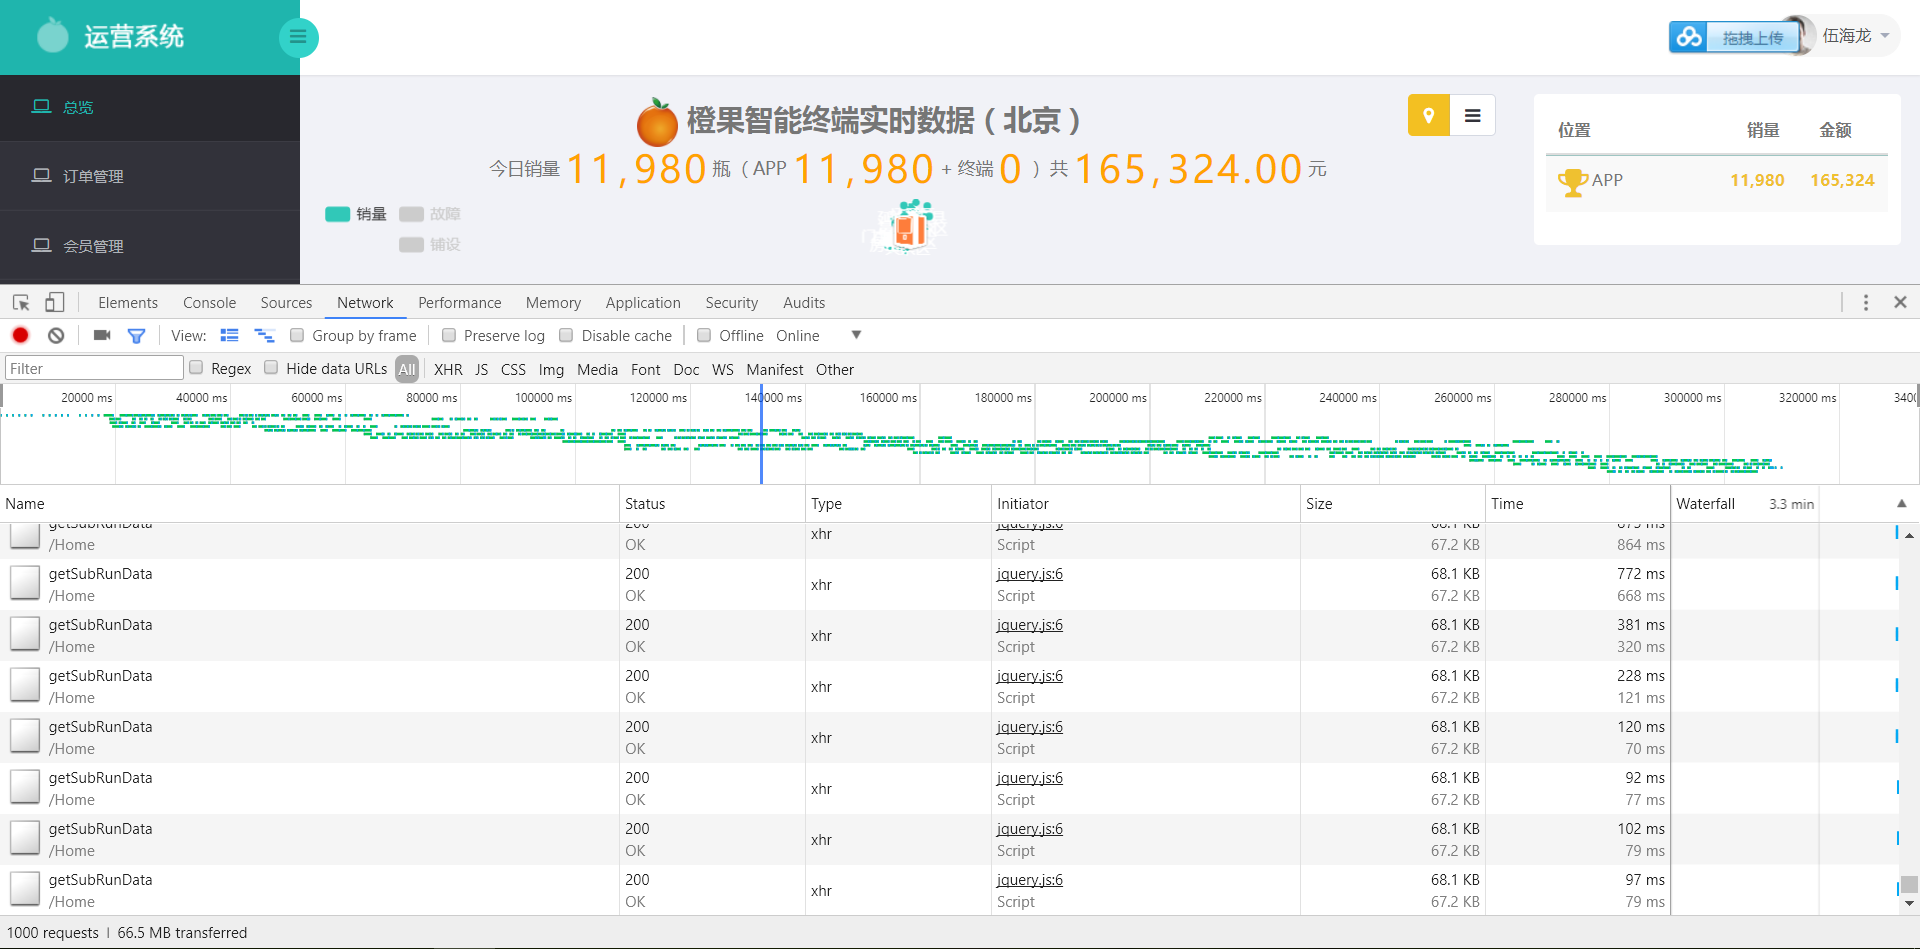 运营系统
拖拽上传
伍海龙
总览
订单管理
会员管理
橙果智能终端实时数据（北京）
今日销量 11,980 瓶（APP 11,980 + 终端 0 ）共 165,324.00 元
销量 故障
铺设
位置 销量 金额
APP 11,980 165,324
Elements Console Sources Network Performance Memory Application Security Audits
View: Group by frame Preserve log Disable cache Offline Online
Filter Regex Hide data URLs All XHR JS CSS Img Media Font Doc WS Manifest Other
20000 ms 40000 ms 60000 ms 80000 ms 100000 ms 120000 ms 140000 ms 160000 ms 180000 ms 200000 ms 220000 ms 240000 ms 260000 ms 280000 ms 300000 ms 320000 ms 3400
Name Status Type Initiator Size Time Waterfall 3.3 min
getSubRunData 200 xhr jquery.js:6 68.1 KB 875 ms
/Home OK Script 67.2 KB 864 ms
getSubRunData 200 xhr jquery.js:6 68.1 KB 772 ms
/Home OK Script 67.2 KB 668 ms
getSubRunData 200 xhr jquery.js:6 68.1 KB 381 ms
/Home OK Script 67.2 KB 320 ms
getSubRunData 200 xhr jquery.js:6 68.1 KB 228 ms
/Home OK Script 67.2 KB 121 ms
getSubRunData 200 xhr jquery.js:6 68.1 KB 120 ms
/Home OK Script 67.2 KB 70 ms
getSubRunData 200 xhr jquery.js:6 68.1 KB 92 ms
/Home OK Script 67.2 KB 77 ms
getSubRunData 200 xhr jquery.js:6 68.1 KB 102 ms
/Home OK Script 67.2 KB 79 ms
getSubRunData 200 xhr jquery.js:6 68.1 KB 97 ms
/Home OK Script 67.2 KB 79 ms
1000 requests | 66.5 MB transferred